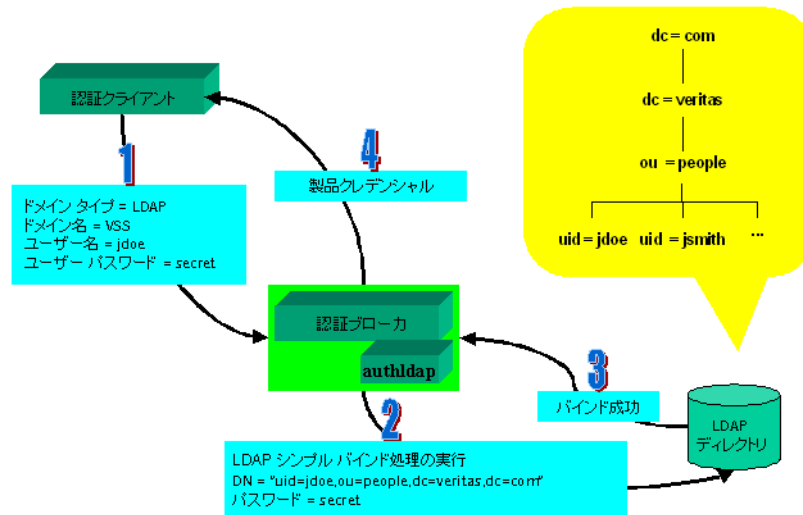 認証クライアント
1
ドメイン タイプ = LDAP
ドメイン名 = VSS
ユーザー名 = jdoe
ユーザー パスワード = secret
4
製品クレデンシャル
認証ブローカ
authldap
2
LDAP シンプル バインド処理の実行
DN = "uid=jdoe,ou=people,dc=veritas,dc=com"
パスワード = secret
3
バインド成功
LDAP
ディレクトリ
dc = com
dc = veritas
ou = people
uid = jdoe uid = jsmith ...